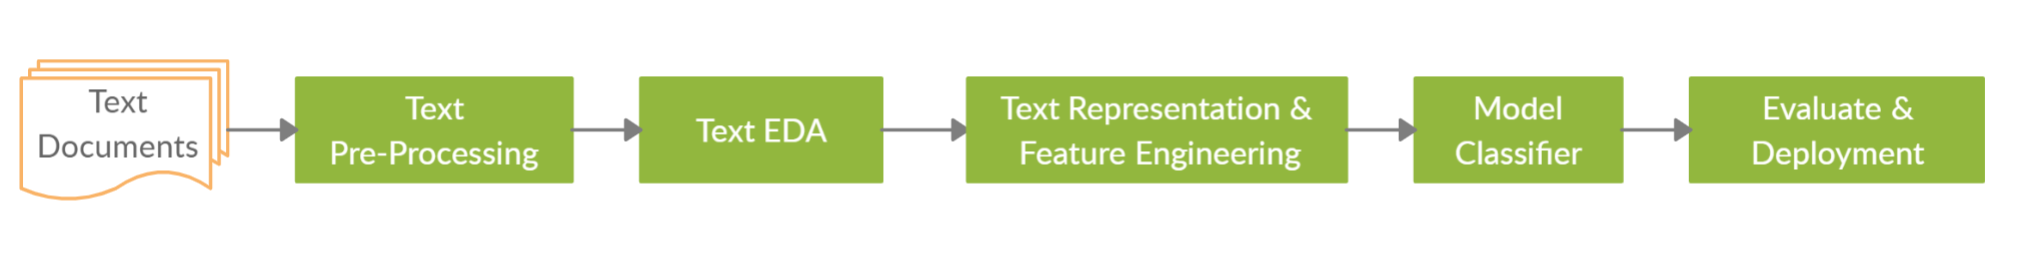 Text
Documents
Text
Pre-Processing
Text EDA
Text Representation &
Feature Engineering
Model
Classifier
Evaluate &
Deployment